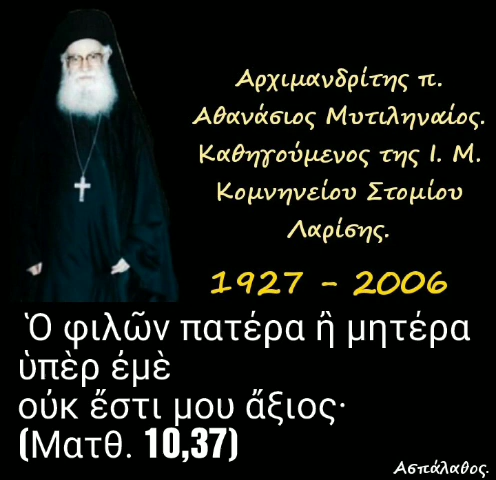 Αρχιμανδρίτης π.
Αθανάσιος Μυτιληναίος.
Καθηγούμενος της Ι. Μ.
Κομνηνείου Στομίου
Λαρίσης.
1927 - 2006
Ὁ φιλῶν πατέρα ἢ μητέρα
ὑπὲρ ἐμὲ
οὐκ ἔστι μου ἄξιος·
(Ματθ. 10,37)
Ασπάλαθος.